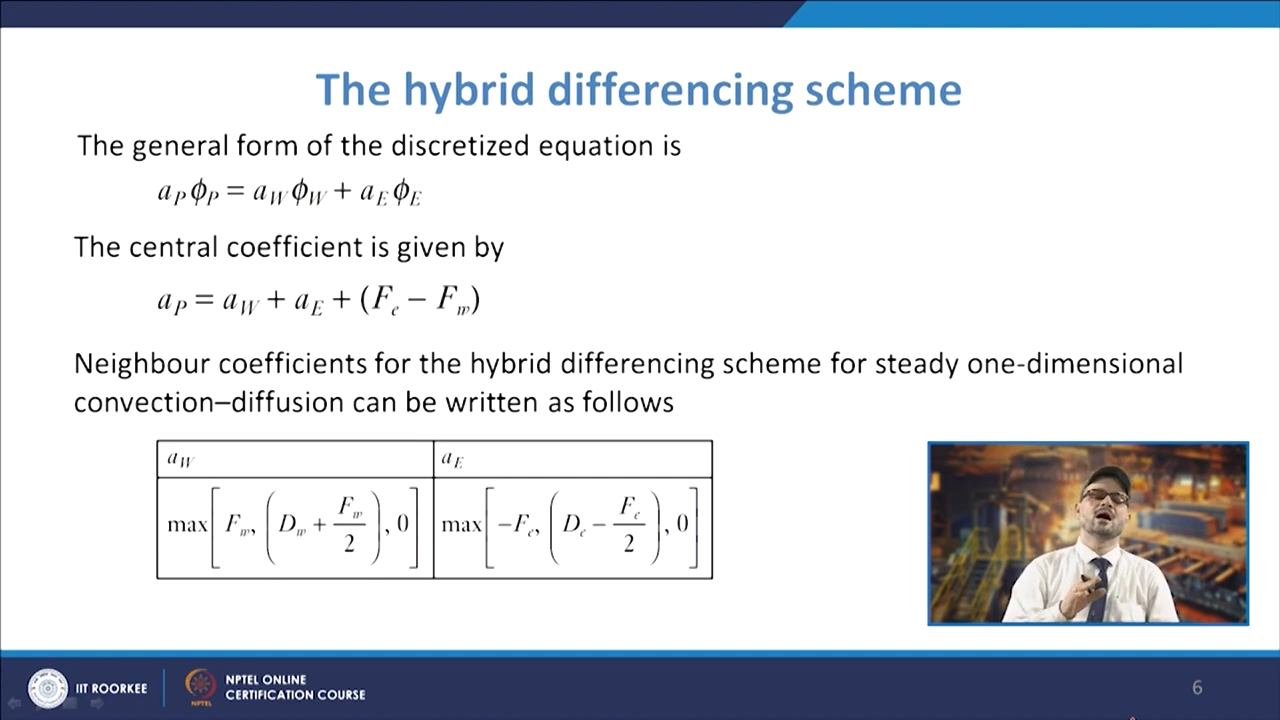 The hybrid differencing scheme
The general form of the discretized equation is
a_P ϕ_P = a_W ϕ_W + a_E ϕ_E
The central coefficient is given by
a_P = a_W + a_E + (F_e − F_w)
Neighbour coefficients for the hybrid differencing scheme for steady one-dimensional
convection–diffusion can be written as follows
a_W a_E
max[F_w, (D_w + F_w/2), 0] max[−F_e, (D_e − F_e/2), 0]
IIT ROORKEE
NPTEL
NPTEL ONLINE
CERTIFICATION COURSE
6